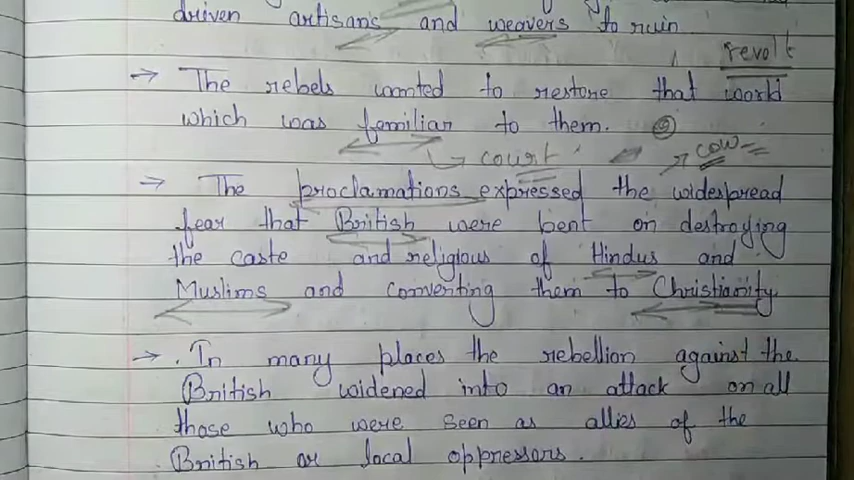 driven artisans and weavers to ruin
revolt
→ The rebels wanted to restore that world
which was familiar to them.
court
cow
→ The proclamations expressed the widespread
fear that British were bent on destroying
the caste and religious of Hindus and
Muslims and converting them to Christianity.
→ In many places the rebellion against the
British widened into an attack on all
those who were seen as allies of the
British or local oppressors.